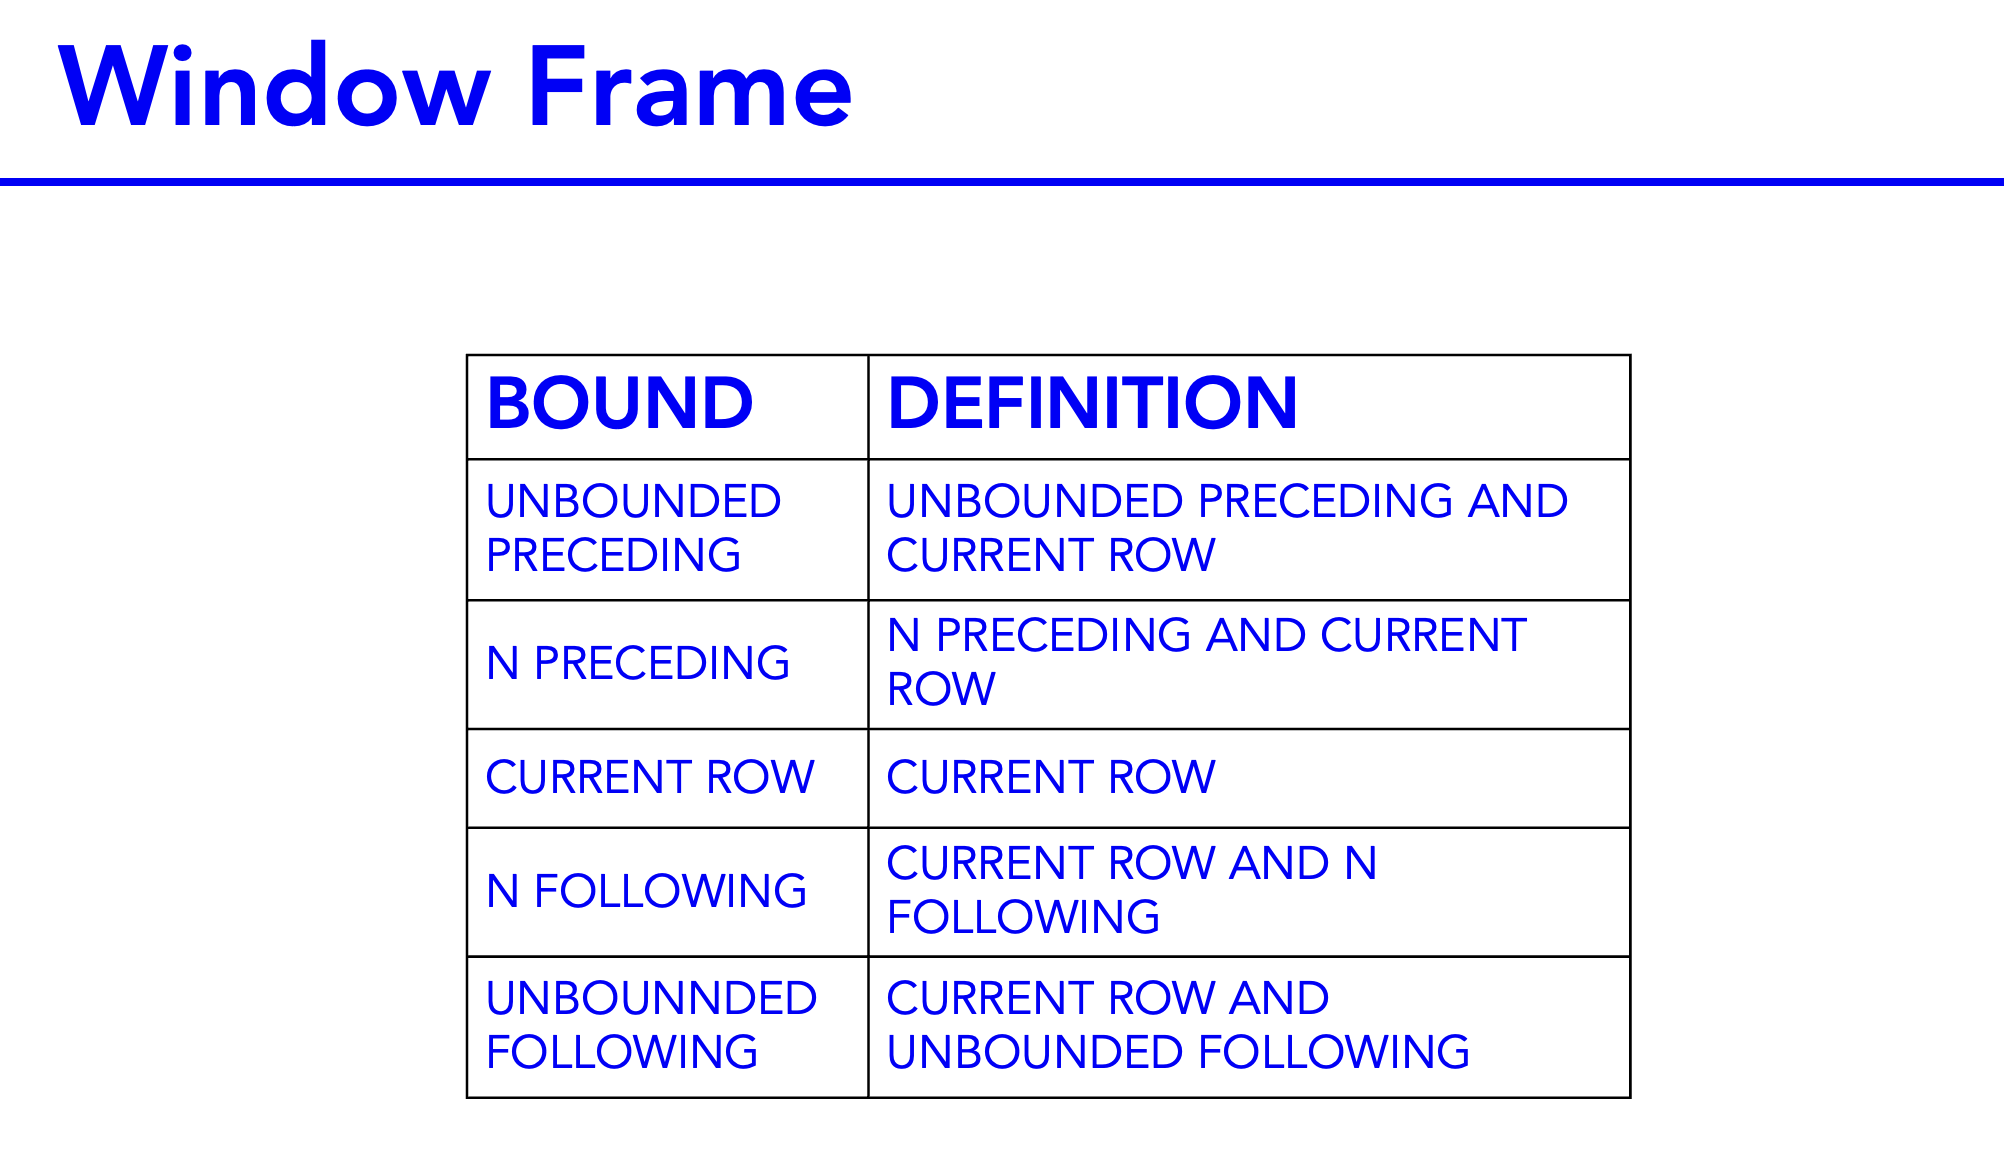 Window Frame
BOUND
DEFINITION
UNBOUNDED
PRECEDING
UNBOUNDED PRECEDING AND
CURRENT ROW
N PRECEDING
N PRECEDING AND CURRENT
ROW
CURRENT ROW
CURRENT ROW
N FOLLOWING
CURRENT ROW AND N
FOLLOWING
UNBOUNNDED
FOLLOWING
CURRENT ROW AND
UNBOUNDED FOLLOWING